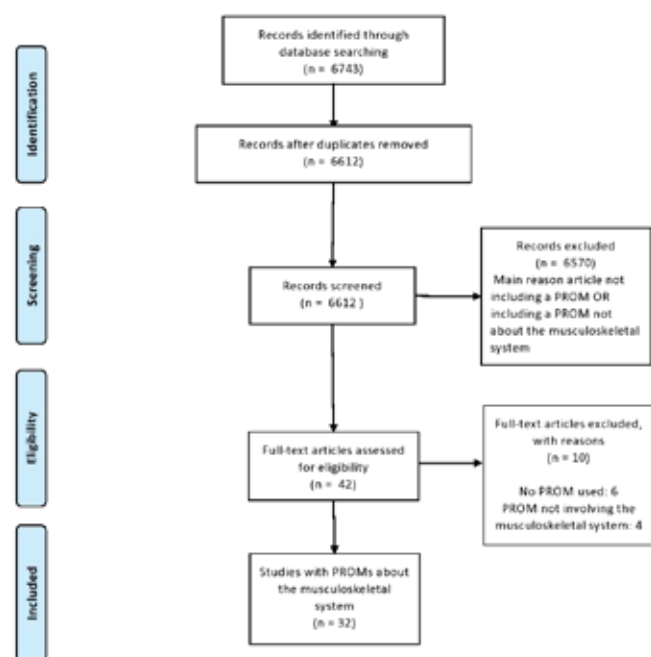 Identification
Records identified through
database searching
(n = 6743)
Records after duplicates removed
(n = 6612)
Screening
Records screened
(n = 6612 )
Records excluded
(n = 6570)
Main reason article not
including a PROM OR
including a PROM not
about the musculoskeletal
system
Eligibility
Full-text articles assessed
for eligibility
(n = 42)
Full-text articles excluded,
with reasons
(n = 10)
No PROM used: 6
PROM not involving the
musculoskeletal system: 4
Included
Studies with PROMs about
the musculoskeletal
system
(n = 32)